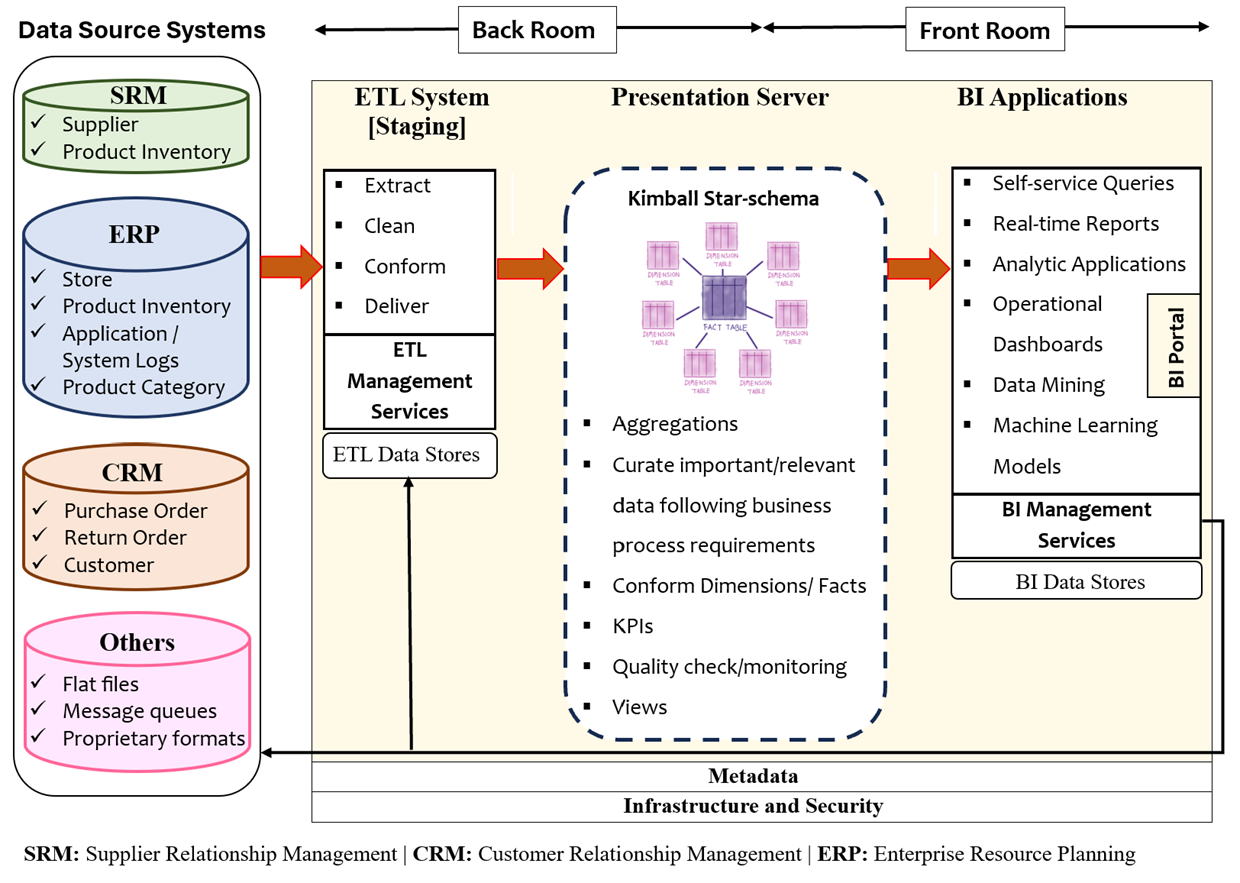 Data Source Systems
Back Room
Front Room
SRM
Supplier
Product Inventory
ERP
Store
Product Inventory
Application /
System Logs
Product Category
CRM
Purchase Order
Return Order
Customer
Others
Flat files
Message queues
Proprietary formats
ETL System
[Staging]
Extract
Clean
Conform
Deliver
ETL
Management
Services
ETL Data Stores
Presentation Server
Kimball Star-schema
DIMENSION
TABLE
DIMENSION
TABLE
DIMENSION
TABLE
DIMENSION
TABLE
DIMENSION
TABLE
FACT TABLE
DIMENSION
TABLE
DIMENSION
TABLE
Aggregations
Curate important/relevant
data following business
process requirements
Conform Dimensions/ Facts
KPIs
Quality check/monitoring
Views
BI Applications
Self-service Queries
Real-time Reports
Analytic Applications
Operational
Dashboards
Data Mining
Machine Learning
Models
BI Portal
BI Management
Services
BI Data Stores
Metadata
Infrastructure and Security
SRM: Supplier Relationship Management | CRM: Customer Relationship Management | ERP: Enterprise Resource Planning